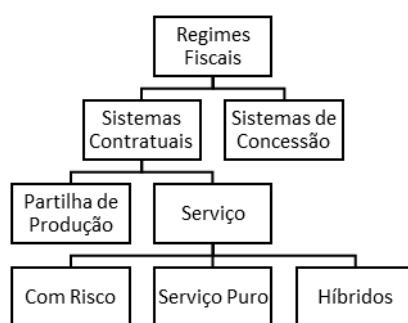 Regimes
Fiscais
Sistemas
Contratuais
Sistemas de
Concessão
Partilha de
Produção
Serviço
Com Risco
Serviço Puro
Híbridos